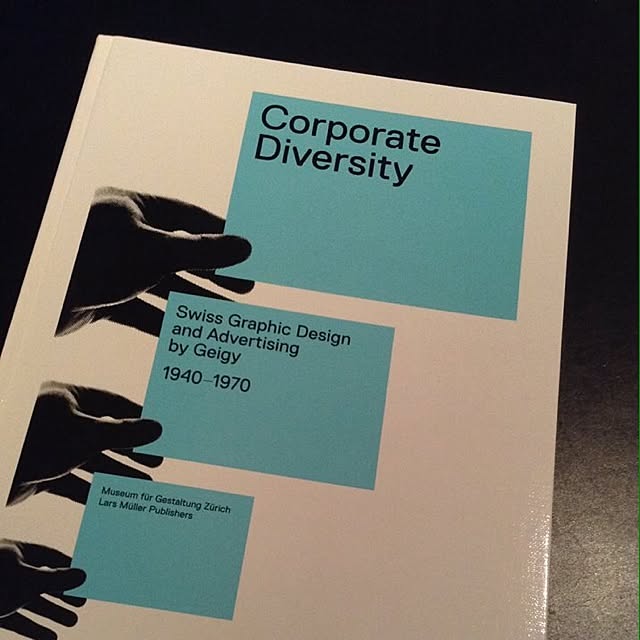 Corporate
Diversity
Swiss Graphic Design
and Advertising
by Geigy
1940–1970
Museum für Gestaltung Zürich
Lars Müller Publishers